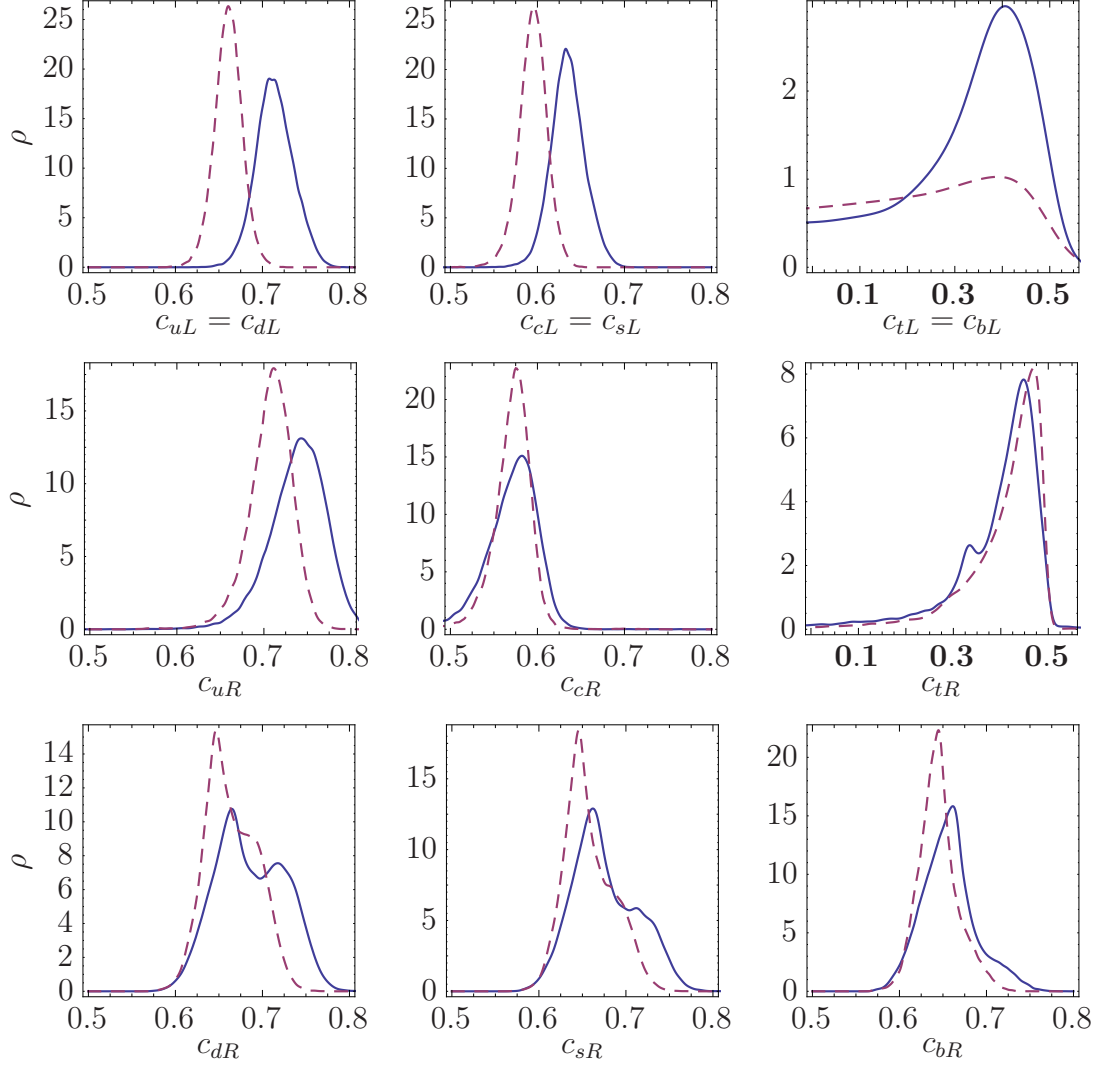 25
20
15
10
5
0
ρ
0.5 0.6 0.7 0.8
c_{uL} = c_{dL}
25
20
15
10
5
0
0.5 0.6 0.7 0.8
c_{cL} = c_{sL}
2
1
0
0.1 0.3 0.5
c_{tL} = c_{bL}
15
10
5
0
ρ
0.5 0.6 0.7 0.8
c_{uR}
20
15
10
5
0
0.5 0.6 0.7 0.8
c_{cR}
8
6
4
2
0
0.1 0.3 0.5
c_{tR}
14
12
10
8
6
4
2
0
ρ
0.5 0.6 0.7 0.8
c_{dR}
15
10
5
0
0.5 0.6 0.7 0.8
c_{sR}
20
15
10
5
0
0.5 0.6 0.7 0.8
c_{bR}